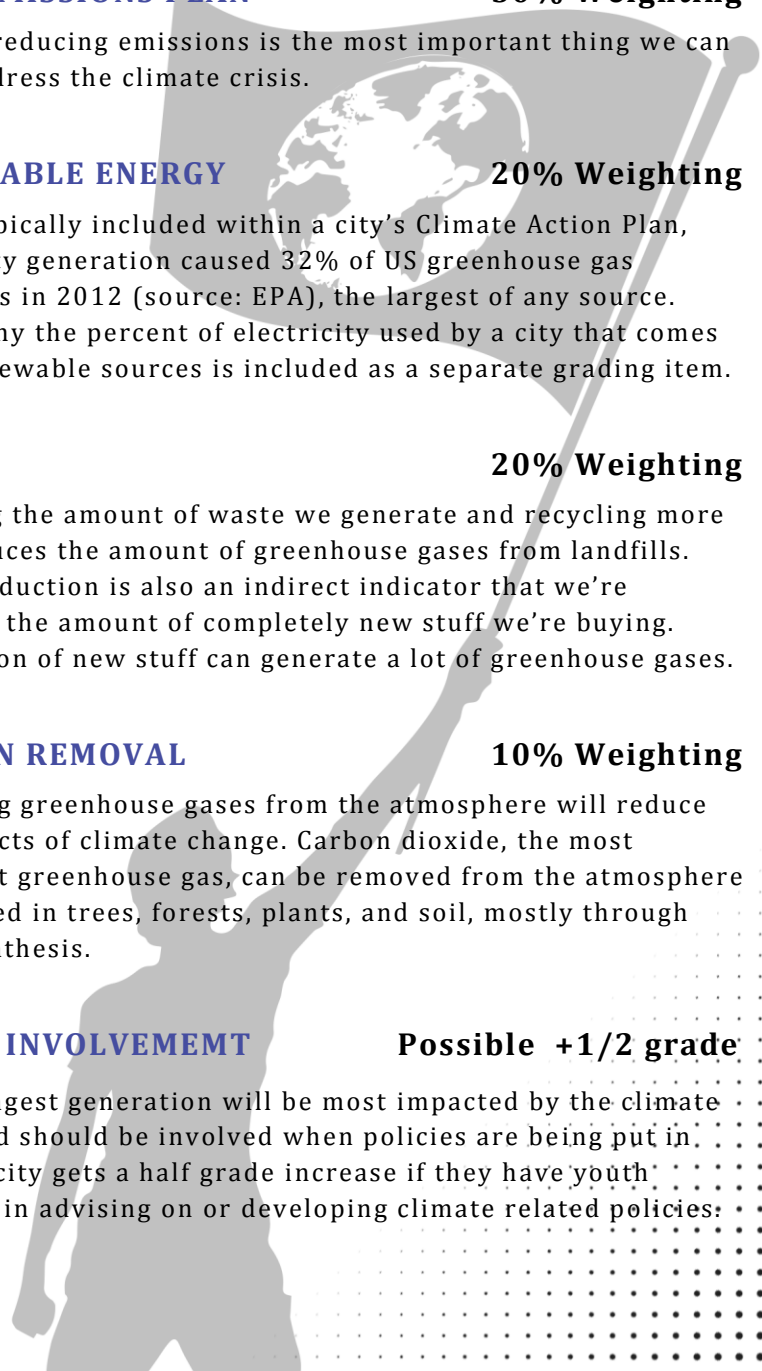 reducing emissions is the most important thing we can
dress the climate crisis.
ABLE ENERGY 20% Weighting
pically included within a city’s Climate Action Plan,
ty generation caused 32% of US greenhouse gas
s in 2012 (source: EPA), the largest of any source.
hy the percent of electricity used by a city that comes
ewable sources is included as a separate grading item.
20% Weighting
g the amount of waste we generate and recycling more
uces the amount of greenhouse gases from landfills.
duction is also an indirect indicator that we’re
the amount of completely new stuff we’re buying.
on of new stuff can generate a lot of greenhouse gases.
N REMOVAL 10% Weighting
g greenhouse gases from the atmosphere will reduce
cts of climate change. Carbon dioxide, the most
t greenhouse gas, can be removed from the atmosphere
ed in trees, forests, plants, and soil, mostly through
nthesis.
INVOLVEMEMT Possible +1/2 grade
ngest generation will be most impacted by the climate
d should be involved when policies are being put in
city gets a half grade increase if they have youth
in advising on or developing climate related policies.